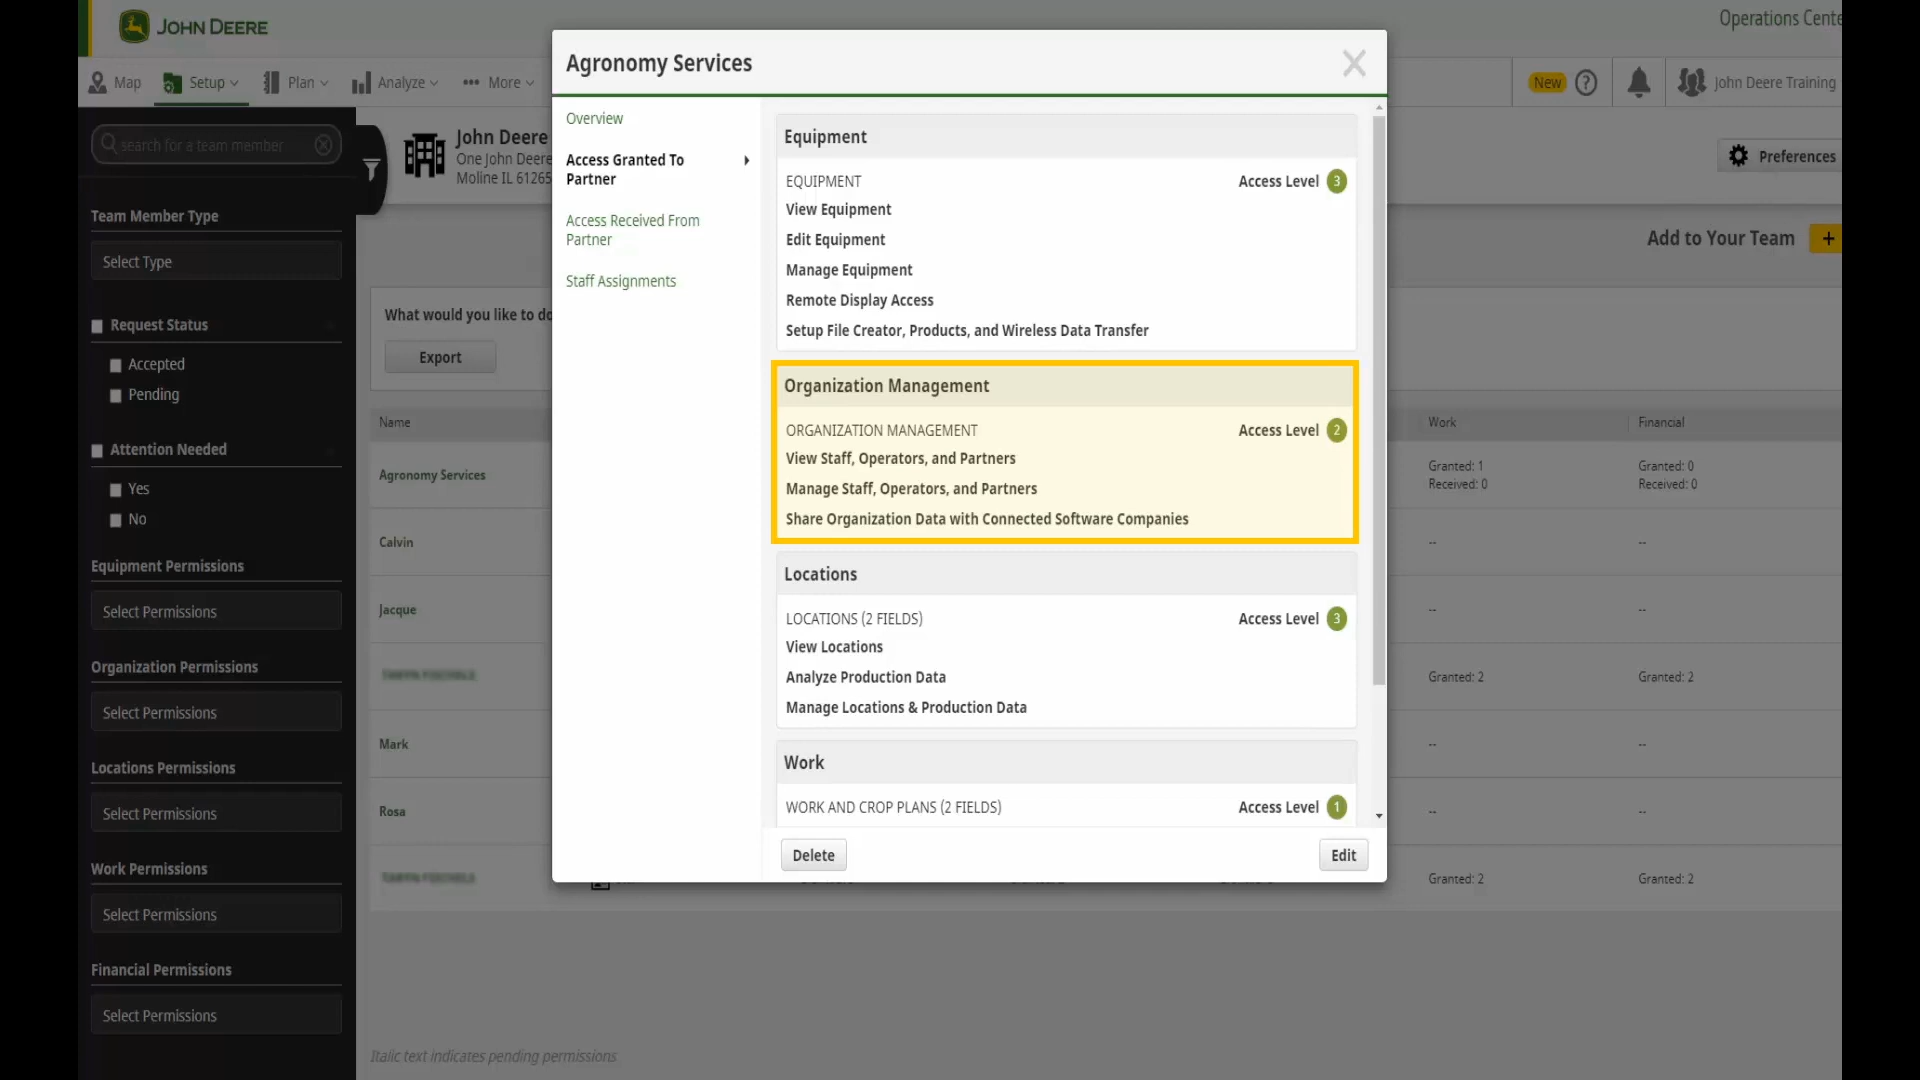 JOHN DEERE
Operations Cente
Map
Setup
Plan
Analyze
More
New
John Deere Training
search for a team member
John Deere
One John Deere
Moline IL 61265
Preferences
Team Member Type
Select Type
Add to Your Team
Request Status
Accepted
Pending
Attention Needed
Yes
No
Equipment Permissions
Select Permissions
Organization Permissions
Select Permissions
Locations Permissions
Select Permissions
Work Permissions
Select Permissions
Financial Permissions
Select Permissions
What would you like to do
Export
Name
Work
Financial
Agronomy Services
Granted: 1
Received: 0
Granted: 0
Received: 0
Calvin
--
--
Jacque
--
--
Granted: 2
Granted: 2
Mark
--
--
Rosa
--
--
Granted: 2
Granted: 2
Italic text indicates pending permissions
Agronomy Services
Overview
Access Granted To
Partner
Access Received From
Partner
Staff Assignments
Equipment
EQUIPMENT
Access Level 3
View Equipment
Edit Equipment
Manage Equipment
Remote Display Access
Setup File Creator, Products, and Wireless Data Transfer
Organization Management
ORGANIZATION MANAGEMENT
Access Level 2
View Staff, Operators, and Partners
Manage Staff, Operators, and Partners
Share Organization Data with Connected Software Companies
Locations
LOCATIONS (2 FIELDS)
Access Level 3
View Locations
Analyze Production Data
Manage Locations & Production Data
Work
WORK AND CROP PLANS (2 FIELDS)
Access Level 1
Delete
Edit